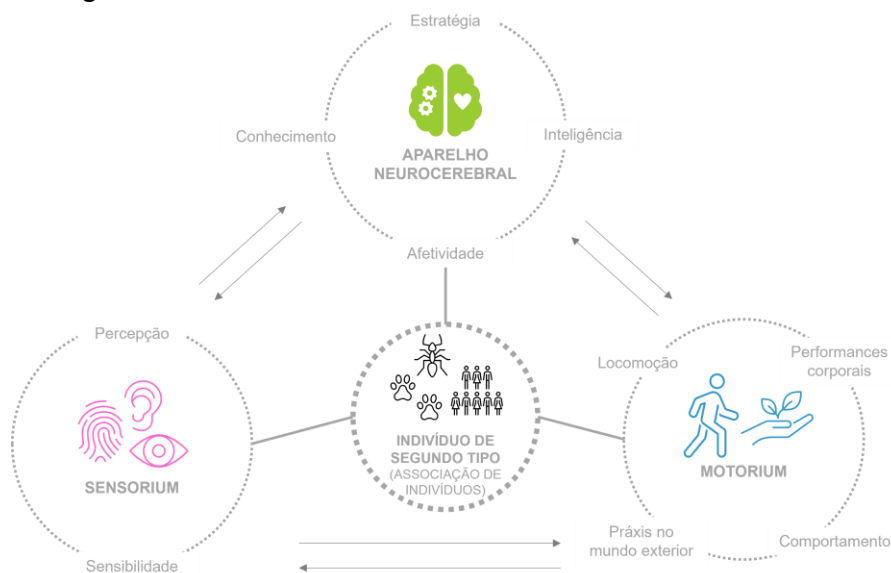 Estratégia
Conhecimento
Inteligência
APARELHO
NEUROCEREBRAL
Afetividade
Percepção
SENSORIUM
Sensibilidade
INDIVÍDUO DE
SEGUNDO TIPO
(ASSOCIAÇÃO DE
INDIVÍDUOS)
Locomoção
Performances
corporais
MOTORIUM
Práxis no
mundo exterior
Comportamento